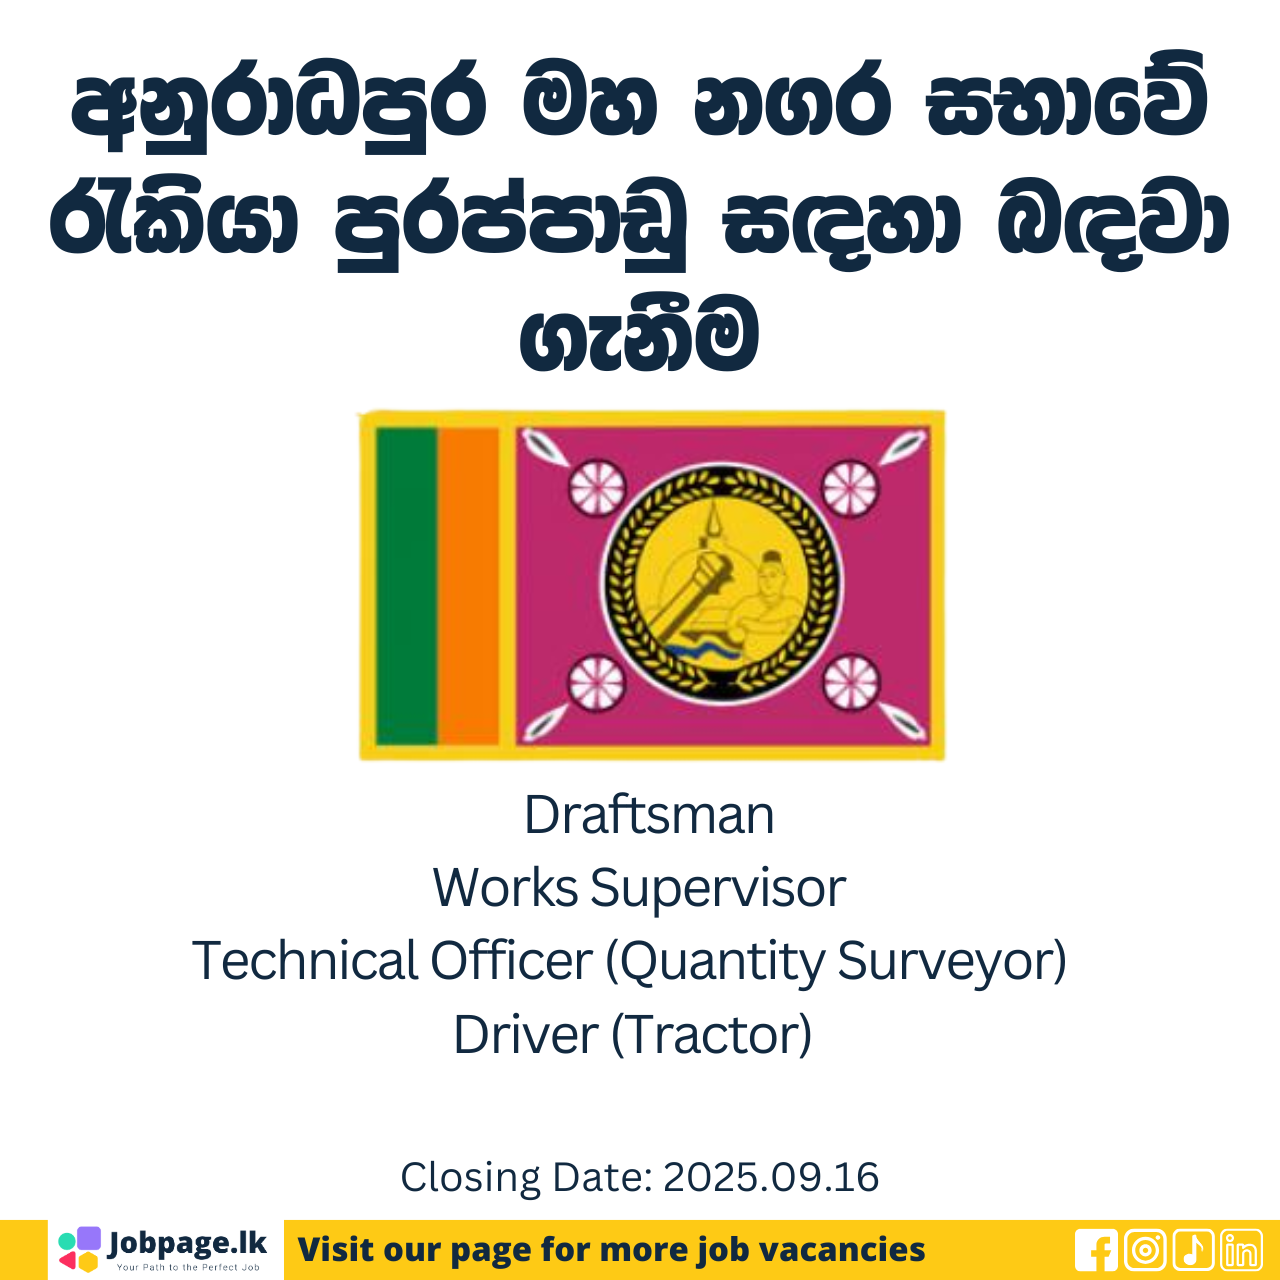 අනුරාධපුර මහ නගර සභාවේ
රැකියා පුරප්පාඩු සඳහා බඳවා
ගැනීම
Draftsman
Works Supervisor
Technical Officer (Quantity Surveyor)
Driver (Tractor)
Closing Date: 2025.09.16
Jobpage.lk
Your Path to the Perfect Job
Visit our page for more job vacancies